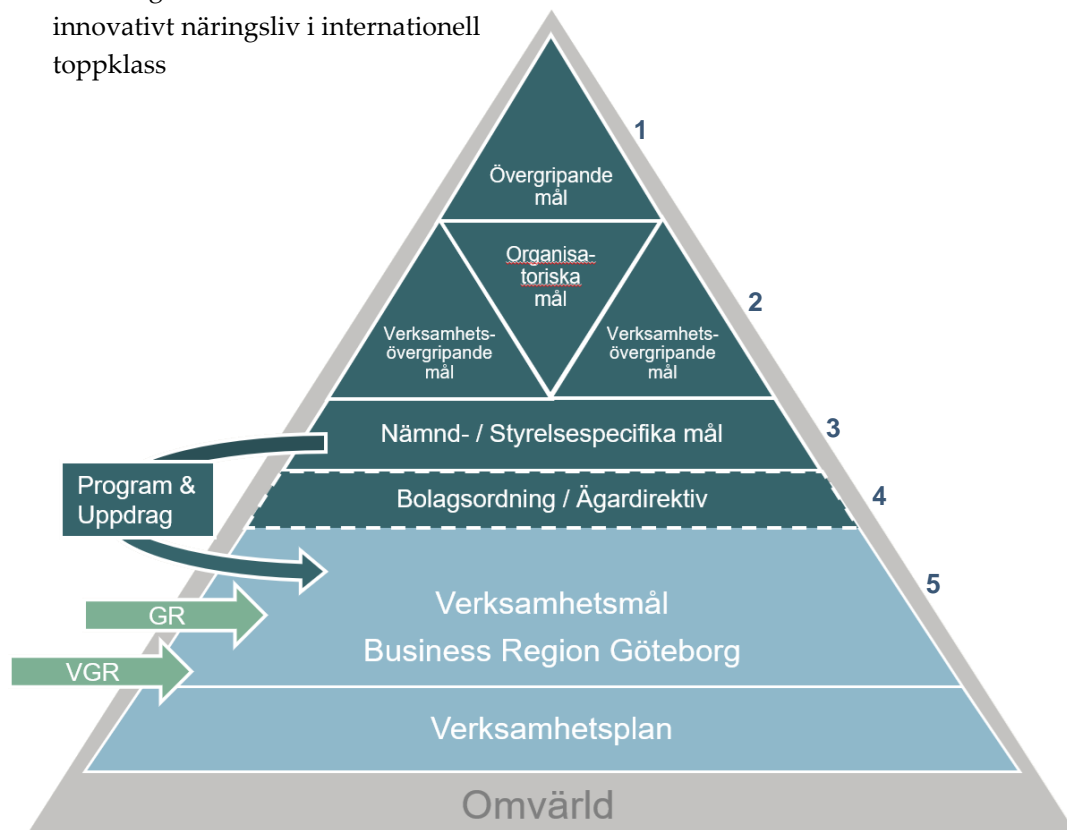 innovativt näringsliv i internationell
toppklass
1
Övergripande
mål
Organisa-
toriska
mål
2
Verksamhets-
övergripande
mål
Verksamhets-
övergripande
mål
Nämnd- / Styrelsespecifika mål
3
Program &
Uppdrag
Bolagsordning / Ägardirektiv
4
5
Verksamhetsmål
GR
Business Region Göteborg
VGR
Verksamhetsplan
Omvärld